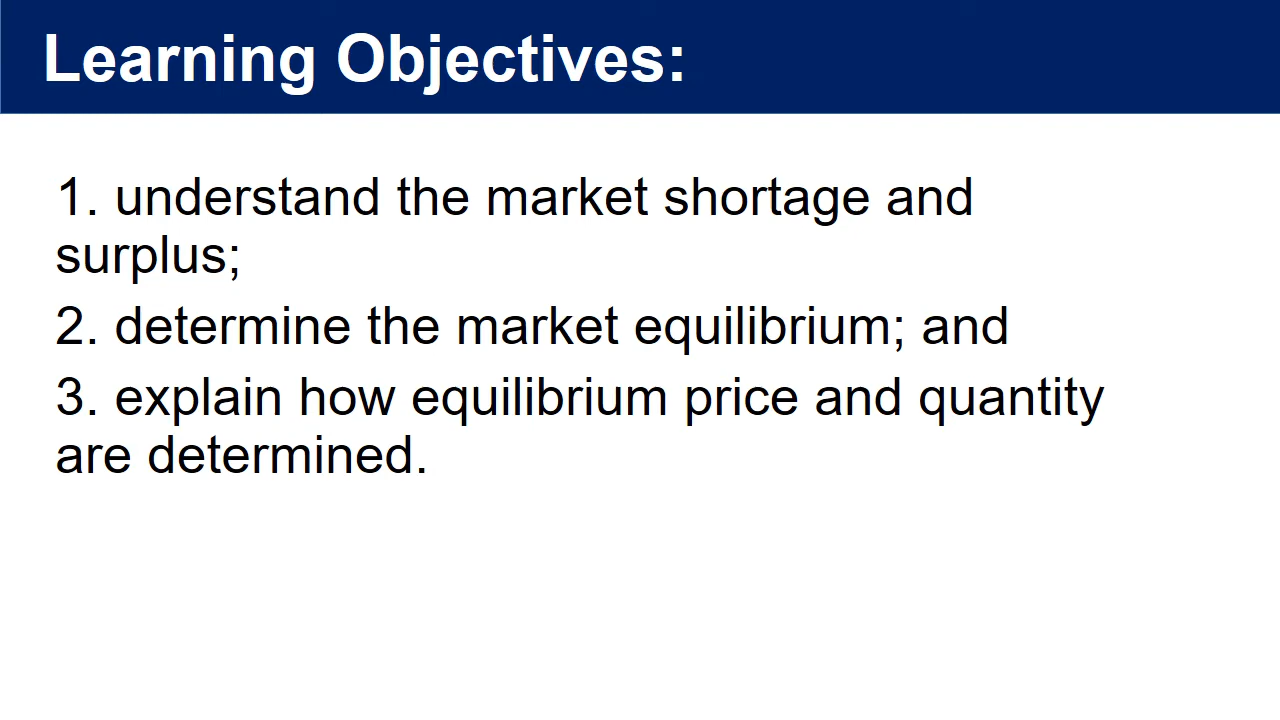 Learning Objectives:
1. understand the market shortage and
surplus;
2. determine the market equilibrium; and
3. explain how equilibrium price and quantity
are determined.